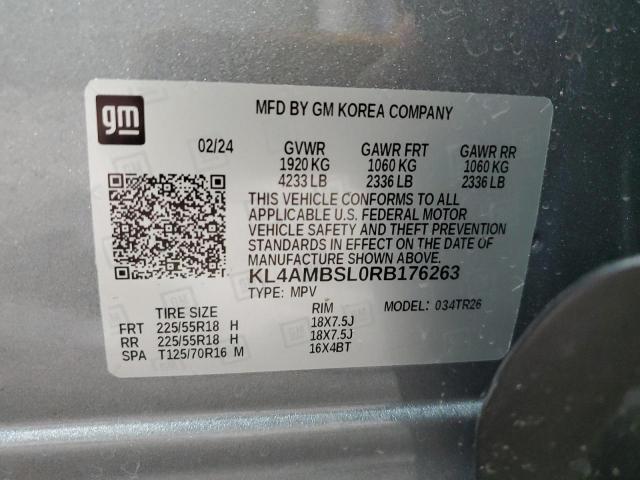 gm
MFD BY GM KOREA COMPANY
02/24 GVWR GAWR FRT GAWR RR
1920 KG 1060 KG 1060 KG
4233 LB 2336 LB 2336 LB
THIS VEHICLE CONFORMS TO ALL
APPLICABLE U.S. FEDERAL MOTOR
VEHICLE SAFETY AND THEFT PREVENTION
STANDARDS IN EFFECT ON THE DATE OF
MANUFACTURE SHOWN ABOVE.
KL4AMBSL0RB176263
TYPE: MPV MODEL: 034TR26
TIRE SIZE RIM
FRT 225/55R18 H 18X7.5J
RR 225/55R18 H 18X7.5J
SPA T125/70R16 M 16X4BT